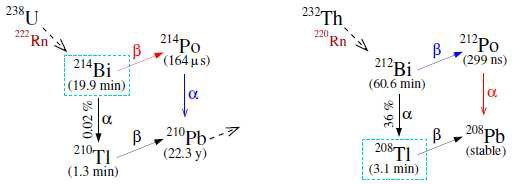 ²³⁸U
²²²Rn
β
²¹⁴Po
(164 μs)
²¹⁴Bi
(19.9 min)
0.02 %
α
α
²¹⁰Tl
(1.3 min)
β
²¹⁰Pb
(22.3 y)
²³²Th
²²⁰Rn
β
²¹²Po
(299 ns)
²¹²Bi
(60.6 min)
36 %
α
α
²⁰⁸Tl
(3.1 min)
β
²⁰⁸Pb
(stable)